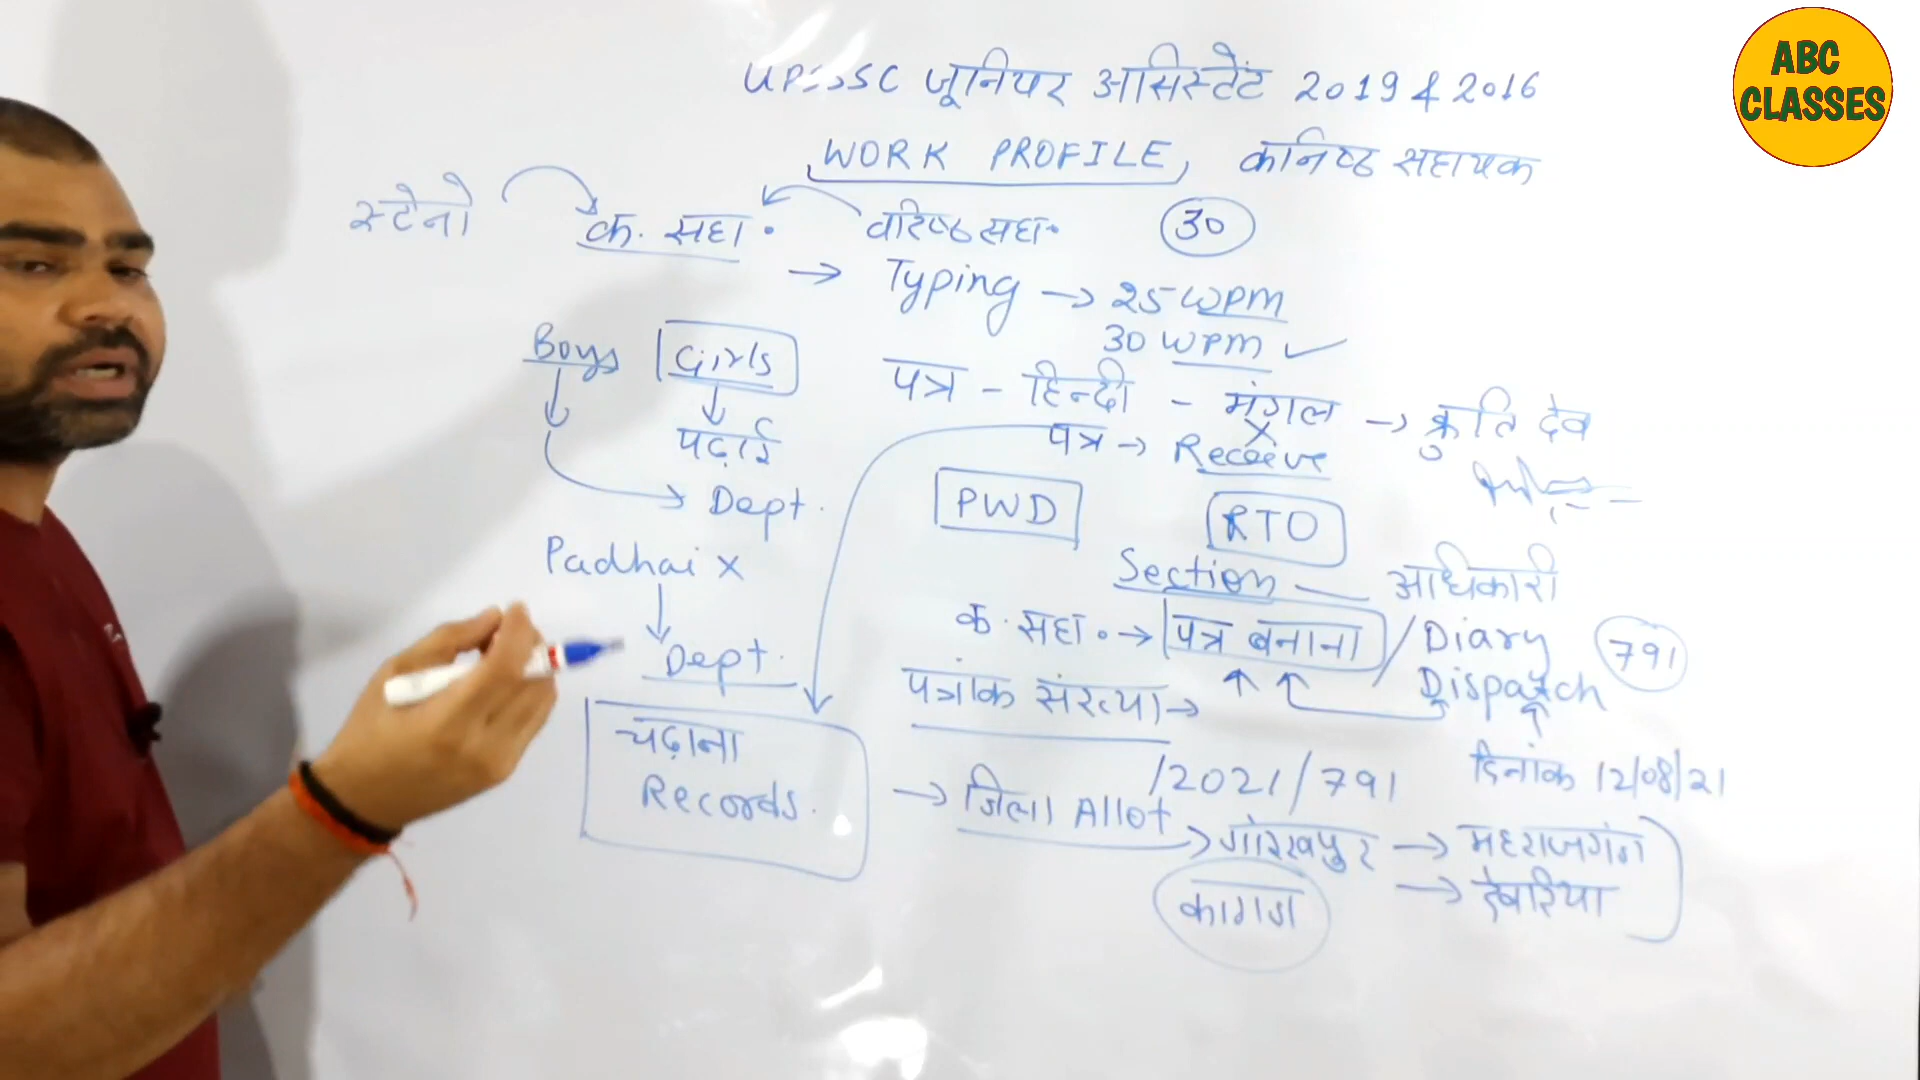 ABC
CLASSES
UPSSSC जूनियर असिस्टेंट 2019 & 2016
WORK PROFILE, कनिष्ठ सहायक
स्टेनो क. सहा. वरिष्ठ सहा. 30
→ Typing → 25 WPM
30 WPM ✓
Boys Girls
पत्र - हिन्दी - मंगल → क्रुति देव
पढ़ाई
पत्र → Receive
Dept.
PWD RTO
Padhai x
Section — अधिकारी
क. सहा. → पत्र बनाना / Diary 791
Dept.
पत्रांक संख्या → Dispatch
चढ़ाना
Records.
/2021/791 दिनांक 12/08/21
→ जिला Allot → गोरखपुर → महराजगंज
→ देवरिया
कागज